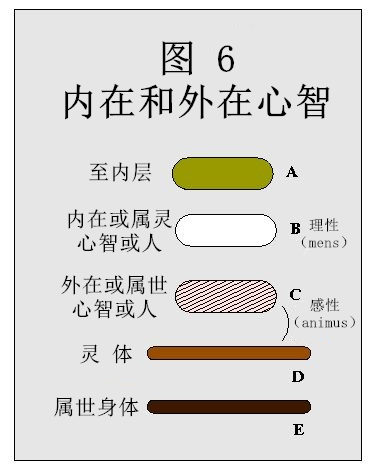 图 6
内在和外在心智
至内层 A
内在或属灵 B 理性
心智或人 (mens)
外在或属世 C 感性
心智或人 (animus)
灵 体
D
属世身体
E